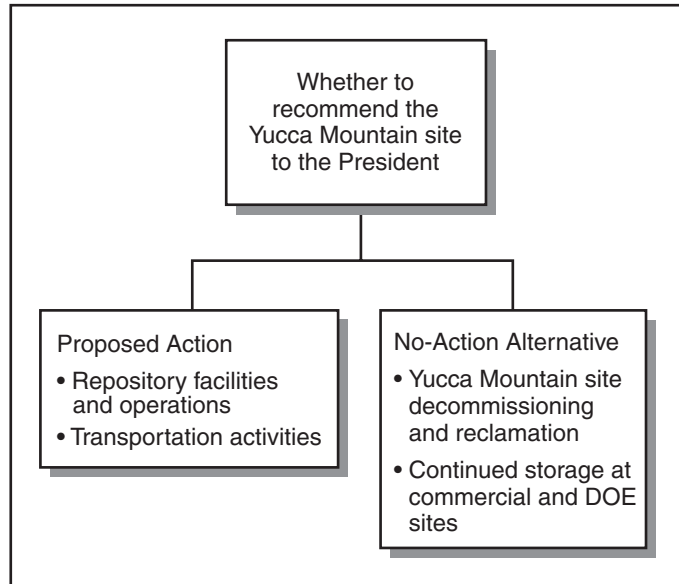 Whether to
recommend the
Yucca Mountain site
to the President
Proposed Action
• Repository facilities
and operations
• Transportation activities
No-Action Alternative
• Yucca Mountain site
decommissioning
and reclamation
• Continued storage at
commercial and DOE
sites